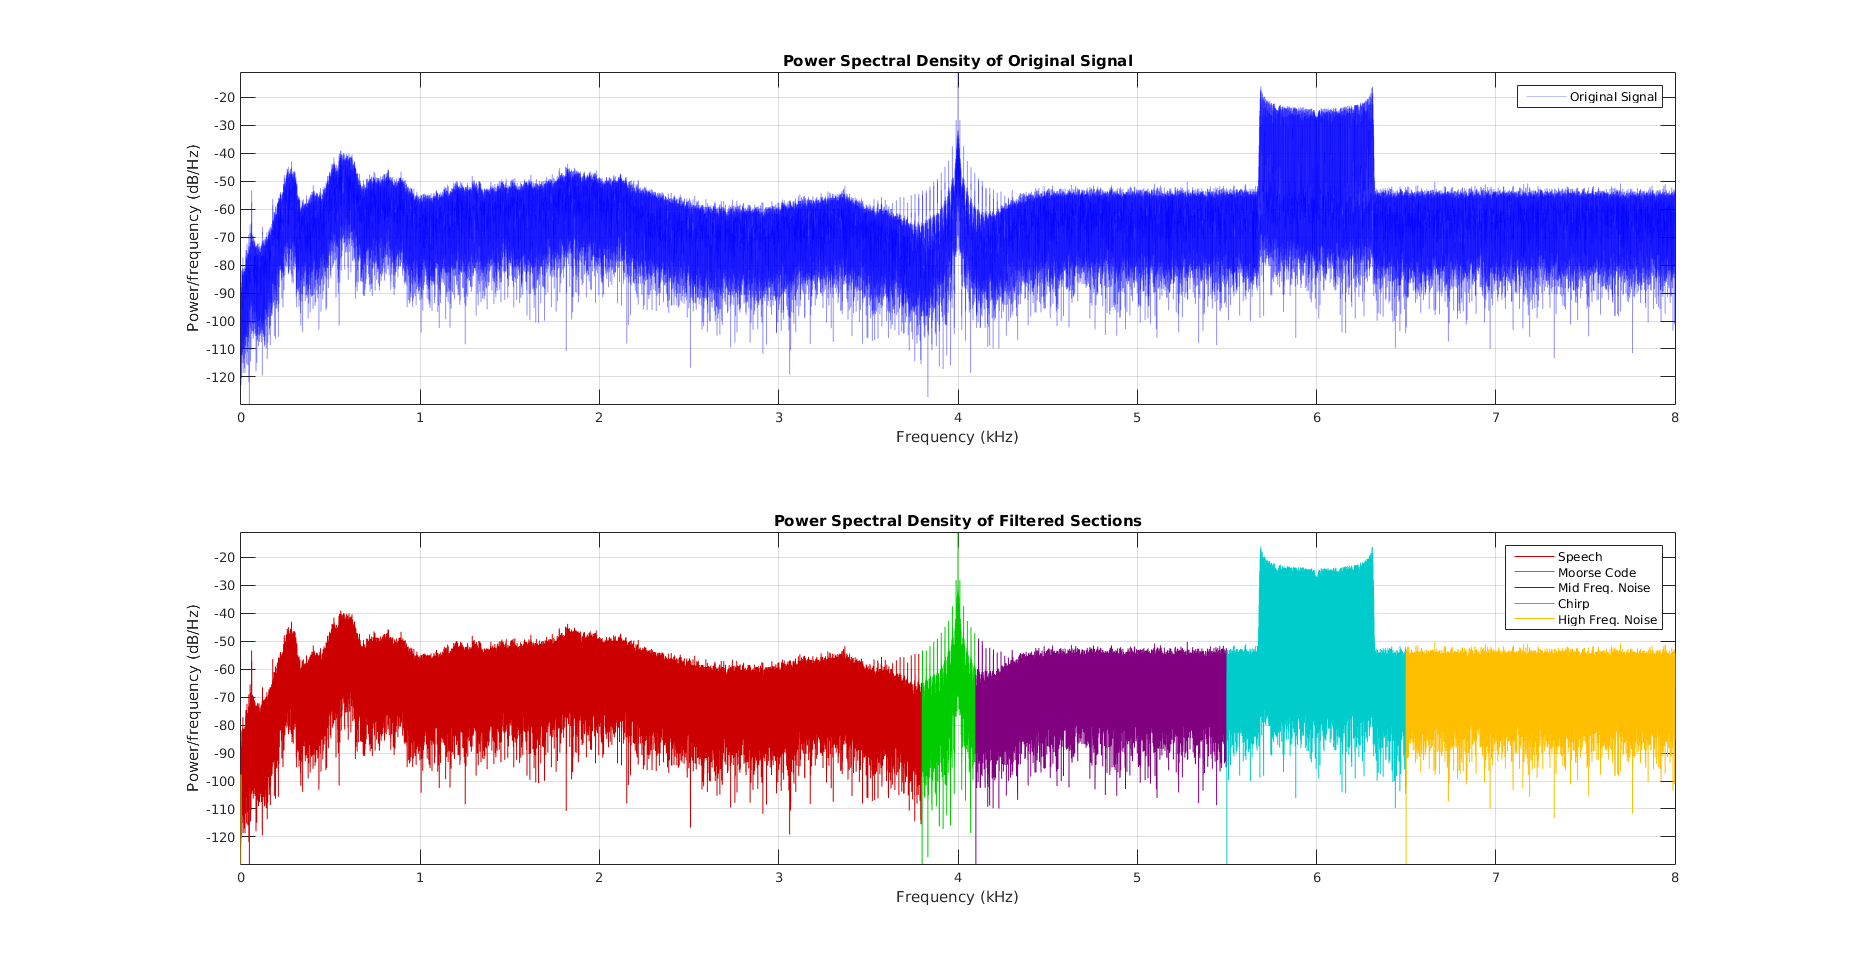 Power Spectral Density of Original Signal
Original Signal
Power/frequency (dB/Hz)
-20
-30
-40
-50
-60
-70
-80
-90
-100
-110
-120
0 1 2 3 4 5 6 7 8
Frequency (kHz)
Power Spectral Density of Filtered Sections
Speech
Moorse Code
Mid Freq. Noise
Chirp
High Freq. Noise
Power/frequency (dB/Hz)
-20
-30
-40
-50
-60
-70
-80
-90
-100
-110
-120
0 1 2 3 4 5 6 7 8
Frequency (kHz)